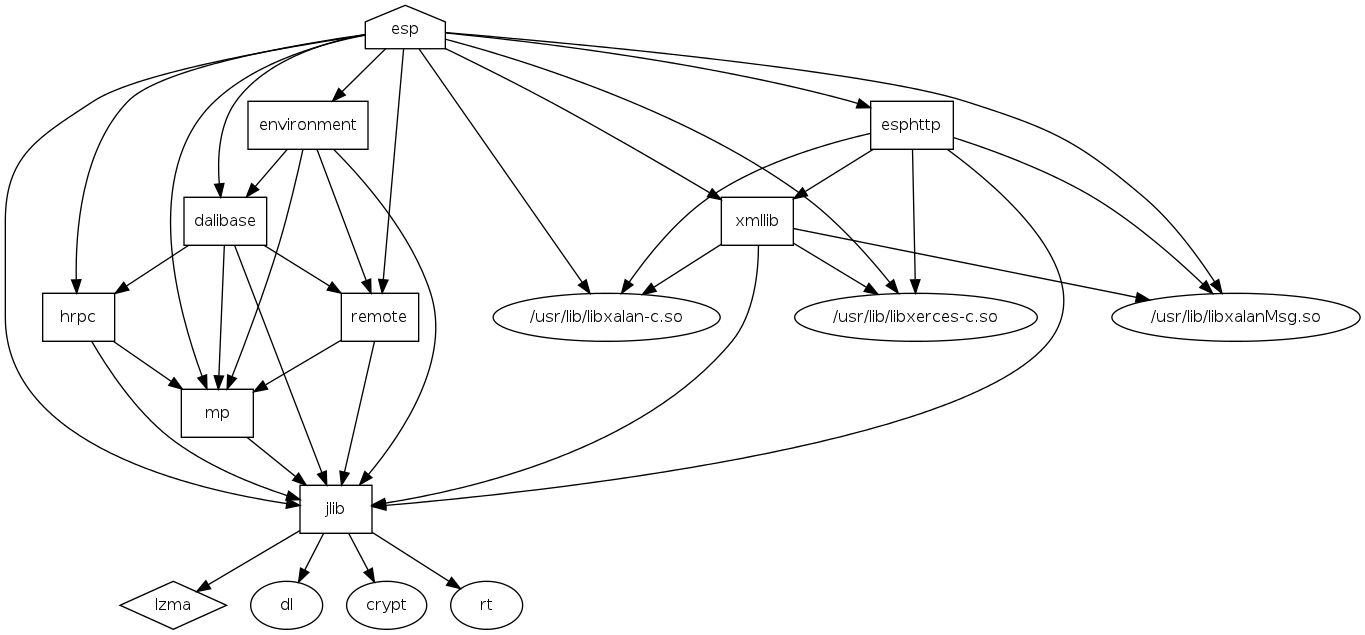 esp
environment
esphttp
dalibase
xmllib
hrpc
remote
/usr/lib/libxalan-c.so
/usr/lib/libxerces-c.so
/usr/lib/libxalanMsg.so
mp
jlib
lzma
dl
crypt
rt